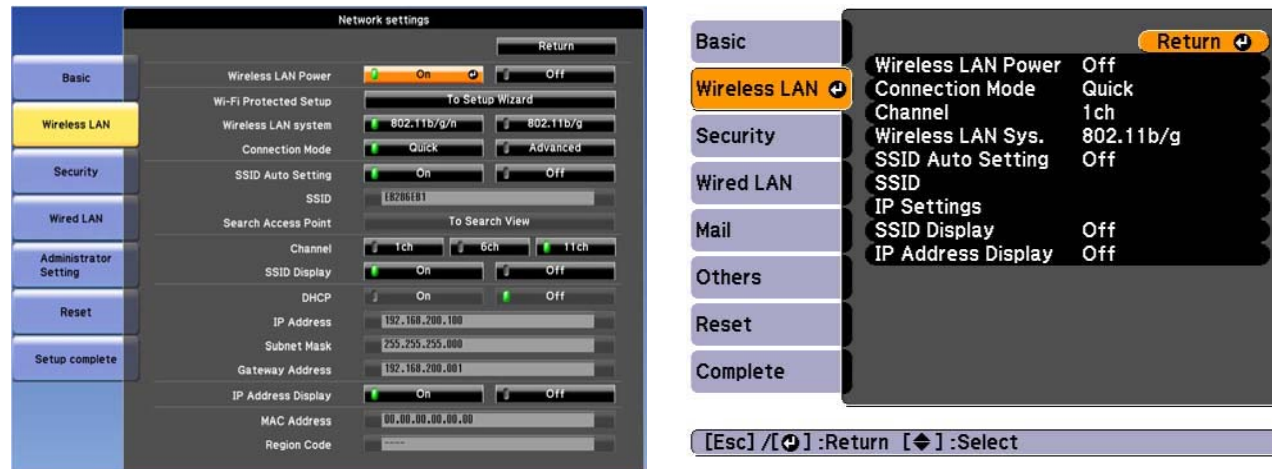 Network settings
Return
Basic
Wireless LAN
Security
Wired LAN
Administrator
Setting
Reset
Setup complete
Wireless LAN Power On Off
Wi-Fi Protected Setup To Setup Wizard
Wireless LAN system 802.11b/g/n 802.11b/g
Connection Mode Quick Advanced
SSID Auto Setting On Off
SSID EB286EB1
Search Access Point To Search View
Channel 1ch 6ch 11ch
SSID Display On Off
DHCP On Off
IP Address 192.168.200.100
Subnet Mask 255.255.255.000
Gateway Address 192.168.200.001
IP Address Display On Off
MAC Address 00.00.00.00.00.00
Region Code ----
Basic
Wireless LAN
Security
Wired LAN
Mail
Others
Reset
Complete
Return
Wireless LAN Power Off
Connection Mode Quick
Channel 1ch
Wireless LAN Sys. 802.11b/g
SSID Auto Setting Off
SSID
IP Settings
SSID Display Off
IP Address Display Off
[Esc] /[⏎] :Return [◆] :Select